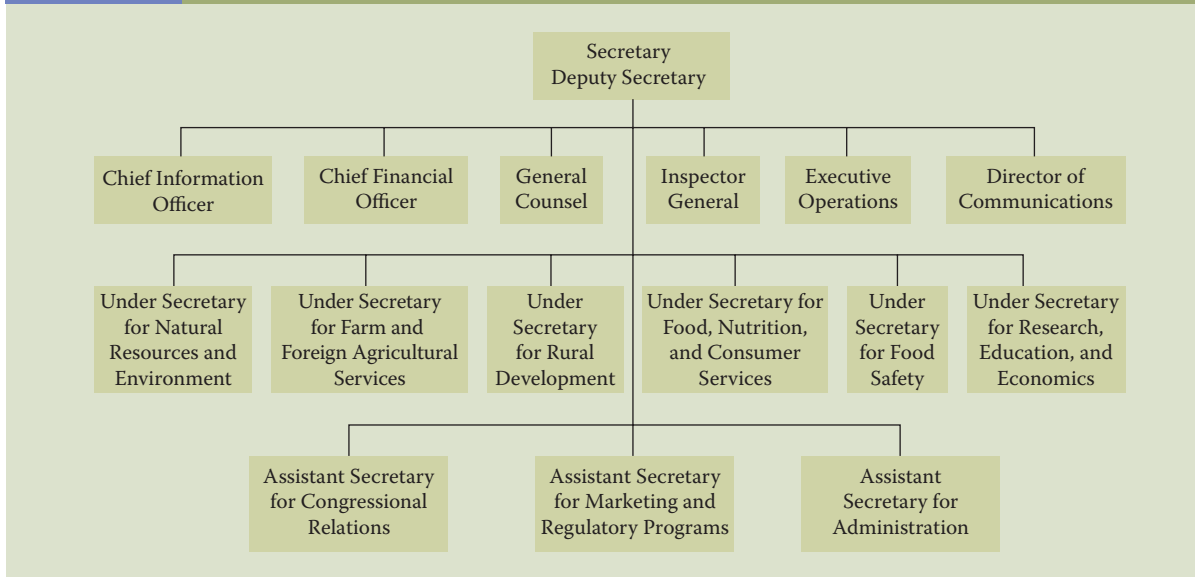 Secretary
Deputy Secretary
Chief Information
Officer
Chief Financial
Officer
General
Counsel
Inspector
General
Executive
Operations
Director of
Communications
Under Secretary
for Natural
Resources and
Environment
Under Secretary
for Farm and
Foreign Agricultural
Services
Under
Secretary
for Rural
Development
Under Secretary for
Food, Nutrition,
and Consumer
Services
Under
Secretary
for Food
Safety
Under Secretary
for Research,
Education, and
Economics
Assistant Secretary
for Congressional
Relations
Assistant Secretary
for Marketing and
Regulatory Programs
Assistant
Secretary for
Administration